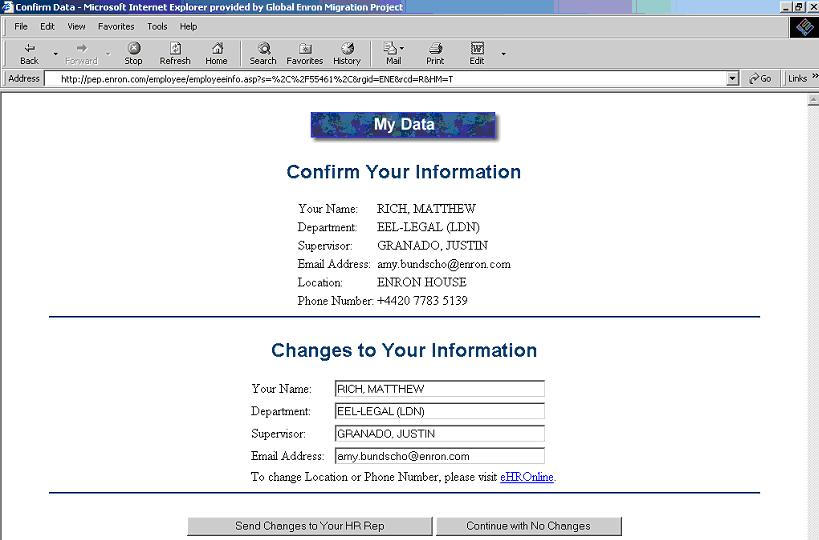 Confirm Data - Microsoft Internet Explorer provided by Global Enron Migration Project
File Edit View Favorites Tools Help
Back Forward Stop Refresh Home Search Favorites History Mail Print Edit
Address http://pep.enron.com/employee/employeeinfo.asp?s=%2C%2F55461%2C&rgid=ENE&rcd=R&HM=T Go Links »
My Data
Confirm Your Information
Your Name: RICH, MATTHEW
Department: EEL-LEGAL (LDN)
Supervisor: GRANADO, JUSTIN
Email Address: amy.bundscho@enron.com
Location: ENRON HOUSE
Phone Number: +4420 7783 5139
Changes to Your Information
Your Name: RICH, MATTHEW
Department: EEL-LEGAL (LDN)
Supervisor: GRANADO, JUSTIN
Email Address: amy.bundscho@enron.com
To change Location or Phone Number, please visit eHROnline.
Send Changes to Your HR Rep Continue with No Changes